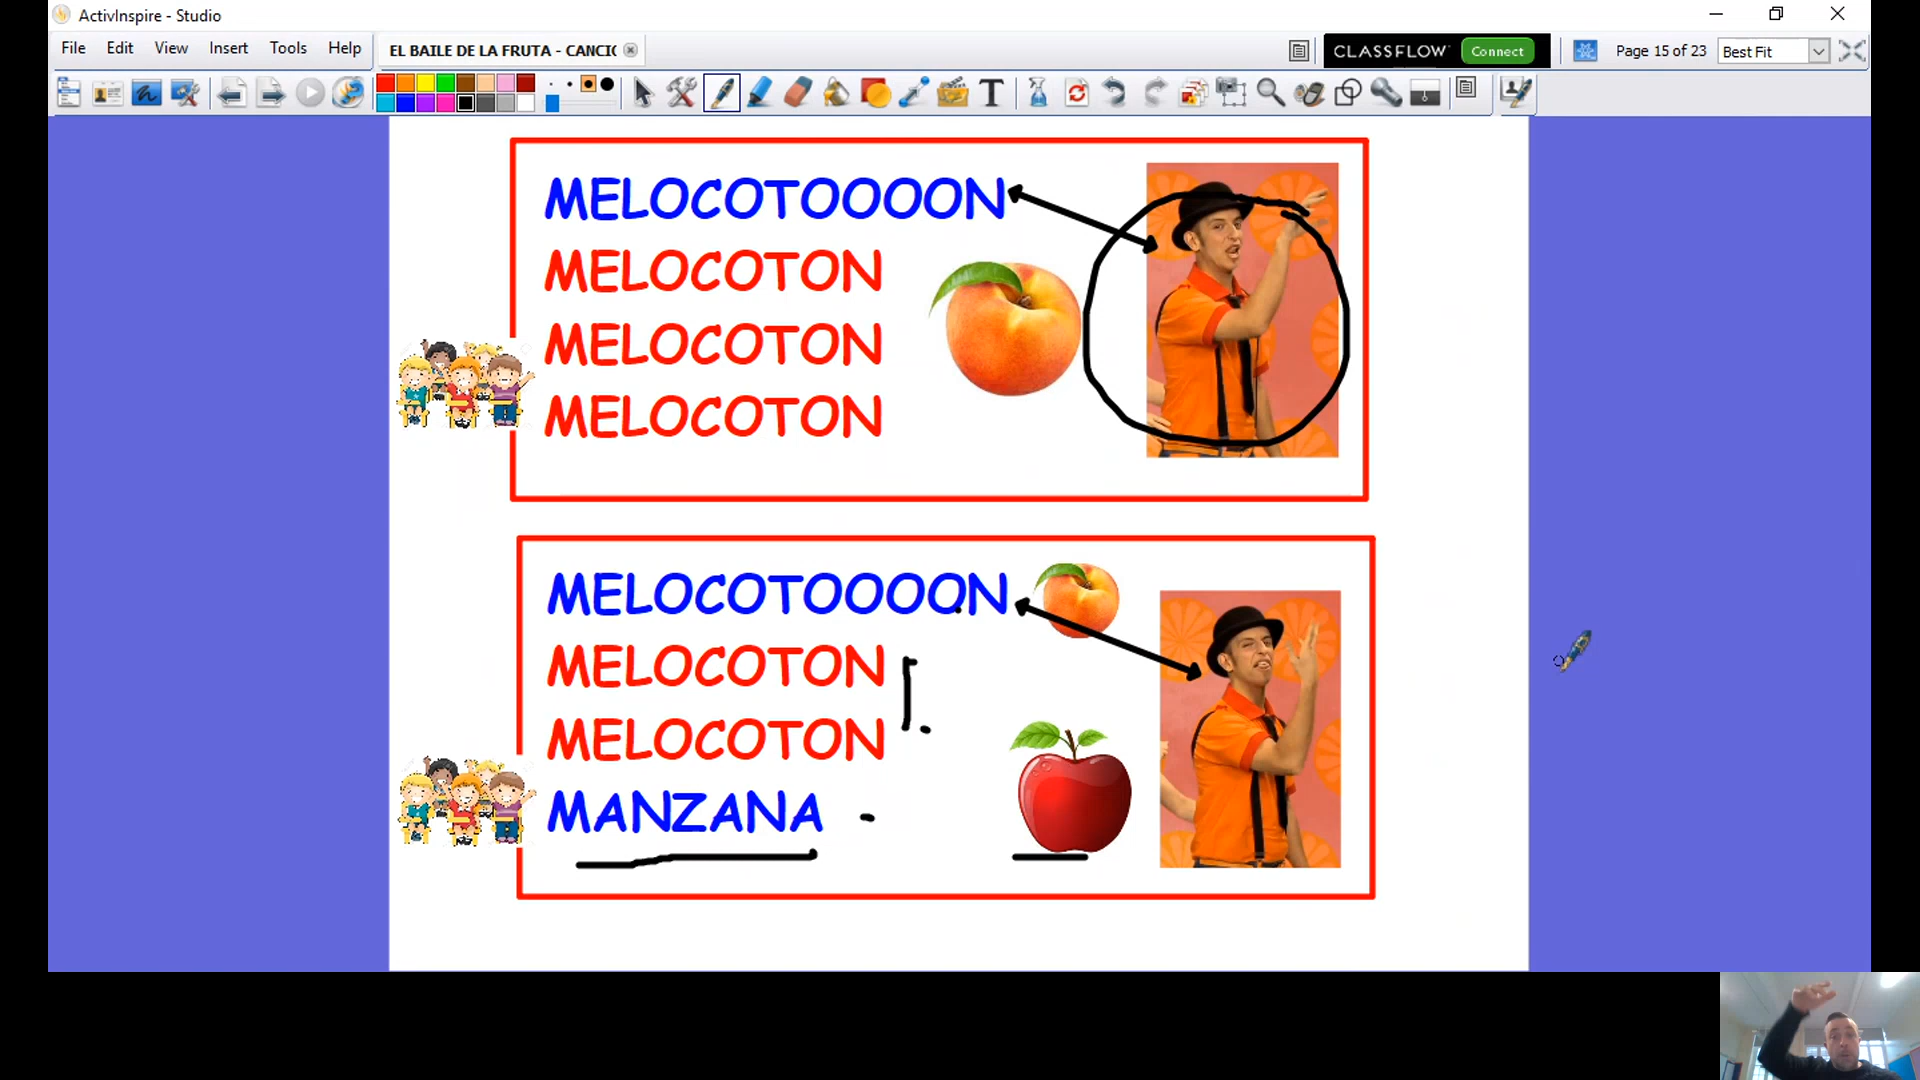 ActivInspire - Studio
File Edit View Insert Tools Help
EL BAILE DE LA FRUTA - CANCIC
CLASSFLOW Connect
Page 15 of 23
Best Fit
MELOCOTOOOON
MELOCOTON
MELOCOTON
MELOCOTON
MELOCOTOOOON
MELOCOTON
MELOCOTON
MANZANA